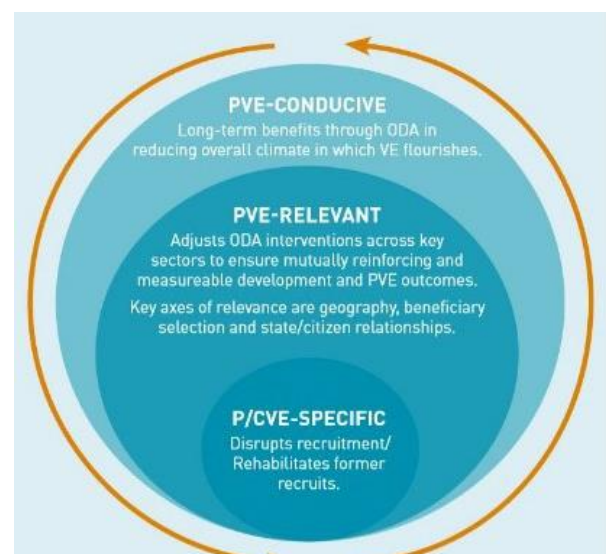 PVE-CONDUCIVE
Long-term benefits through ODA in
reducing overall climate in which VE flourishes.
PVE-RELEVANT
Adjusts ODA interventions across key
sectors to ensure mutually reinforcing and
measureable development and PVE outcomes.
Key axes of relevance are geography, beneficiary
selection and state/citizen relationships.
P/CVE-SPECIFIC
Disrupts recruitment/
Rehabilitates former
recruits.